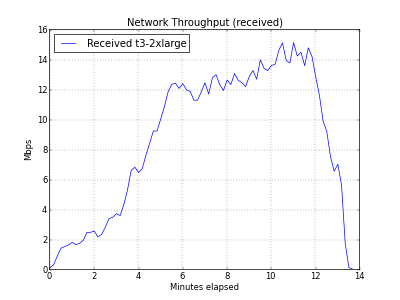 Network Throughput (received)
Received t3-2xlarge
16
14
12
10
8
6
4
2
0
Mbps
0 2 4 6 8 10 12 14
Minutes elapsed